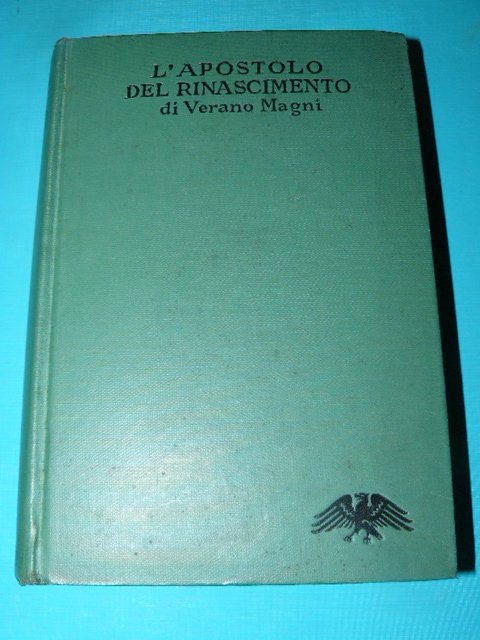 L'APOSTOLO
DEL RINASCIMENTO
di Verano Magni